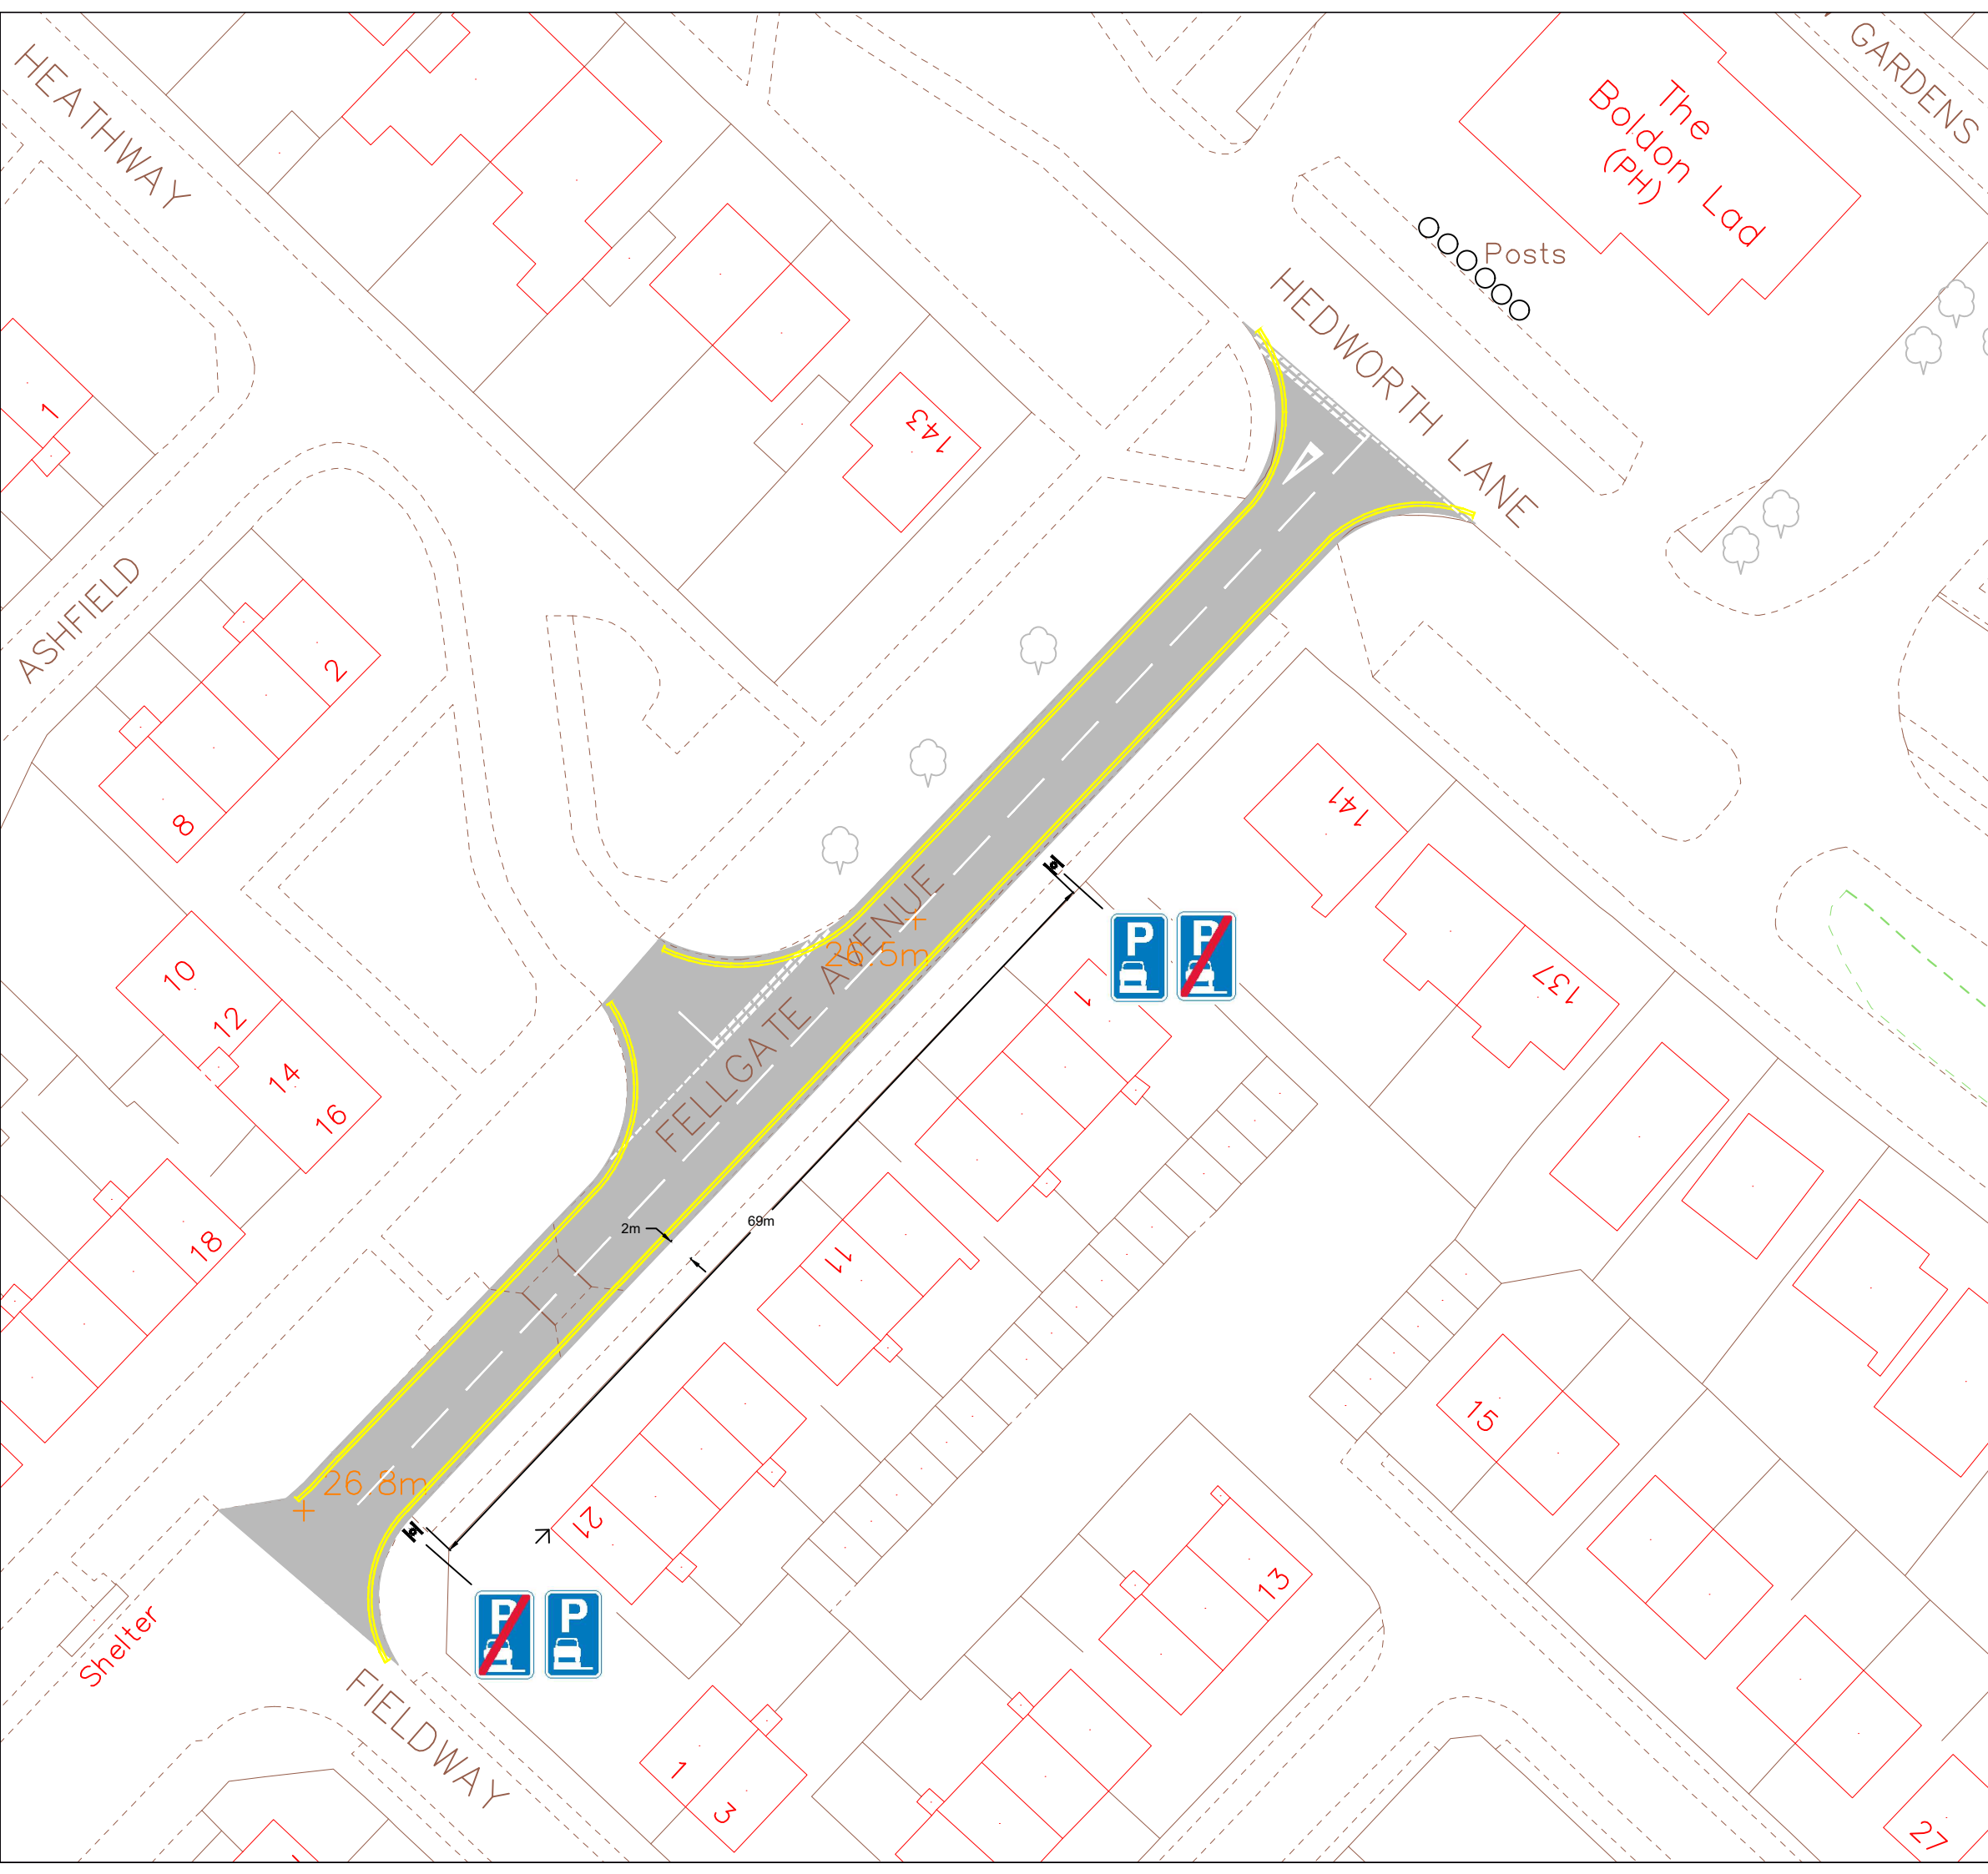 HEATHWAY
GARDENS
The
Boldon Lad
(PH)
Posts
HEDWORTH LANE
1
143
ASHFIELD
2
8
141
137
10
12
14
16
18
FELLGATE AVENUE
26.5m
P
P
1
2m
69m
11
15
26.8m
21
13
P
P
Shelter
FIELDWAY
1
3
27